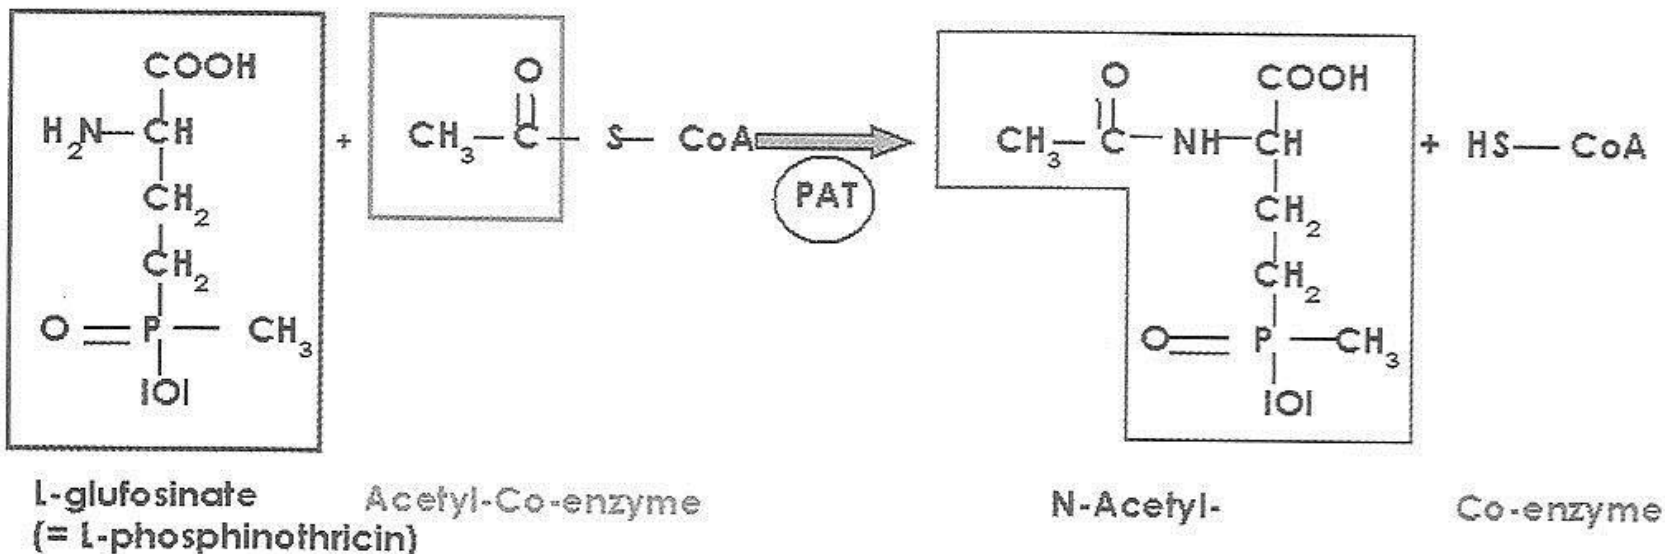 COOH
O
COOH
O
H₂N—CH
+
CH₃—C—S—CoA
CH₃—C—NH—CH
+ HS—CoA
PAT
CH₂
CH₂
CH₂
CH₂
O=P—CH₃
O=P—CH₃
IOI
IOI
L-glufosinate
(= L-phosphinothricin)
Acetyl-Co-enzyme
N-Acetyl-
Co-enzyme